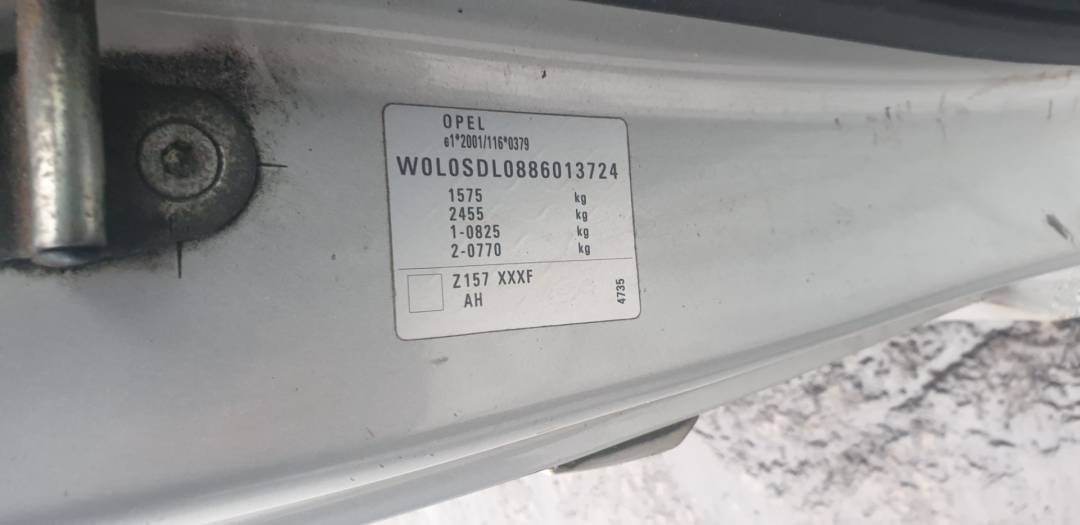 OPEL
e1*2001/116*0379
W0L0SDL0886013724
1575 kg
2455 kg
1-0825 kg
2-0770 kg
Z157 XXXF
AH
4735